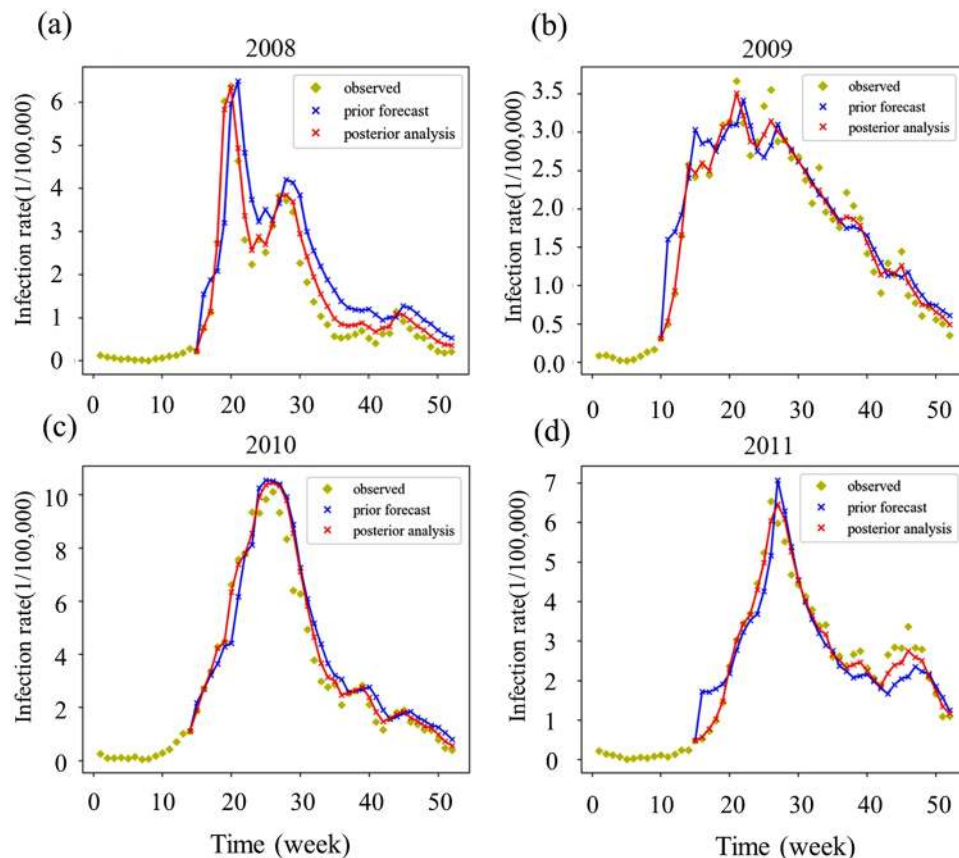 (a)
2008
Infection rate(1/100,000)
6
5
4
3
2
1
0
observed
prior forecast
posterior analysis
0 10 20 30 40 50
(b)
2009
Infection rate(1/100,000)
3.5
3.0
2.5
2.0
1.5
1.0
0.5
0.0
observed
prior forecast
posterior analysis
0 10 20 30 40 50
(c)
2010
Infection rate(1/100,000)
10
8
6
4
2
0
observed
prior forecast
posterior analysis
0 10 20 30 40 50
Time (week)
(d)
2011
Infection rate(1/100,000)
7
6
5
4
3
2
1
0
observed
prior forecast
posterior analysis
0 10 20 30 40 50
Time (week)